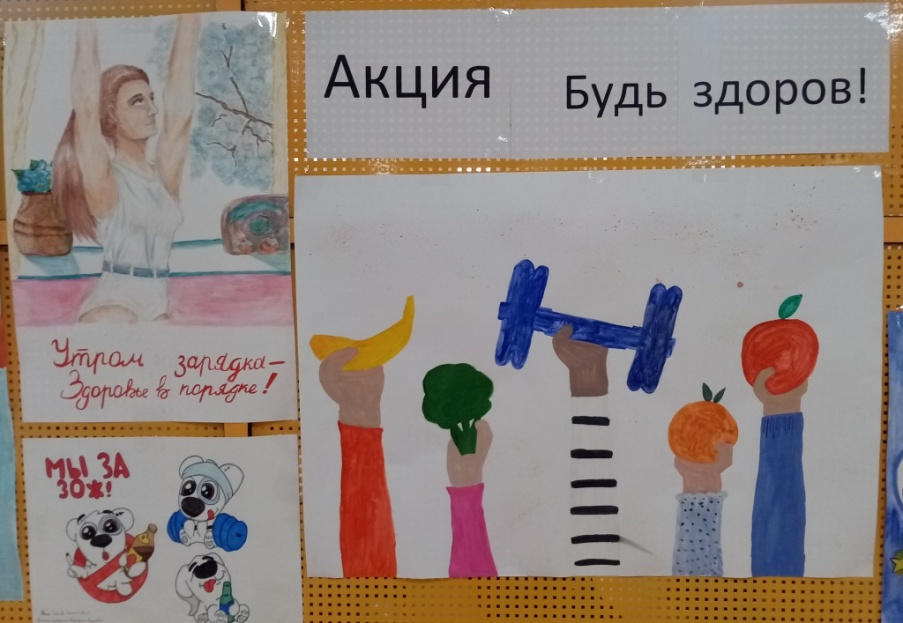 Акция Будь здоров!
Утром зарядка –
Здоровье в порядке!
МЫ ЗА
ЗОЖ!